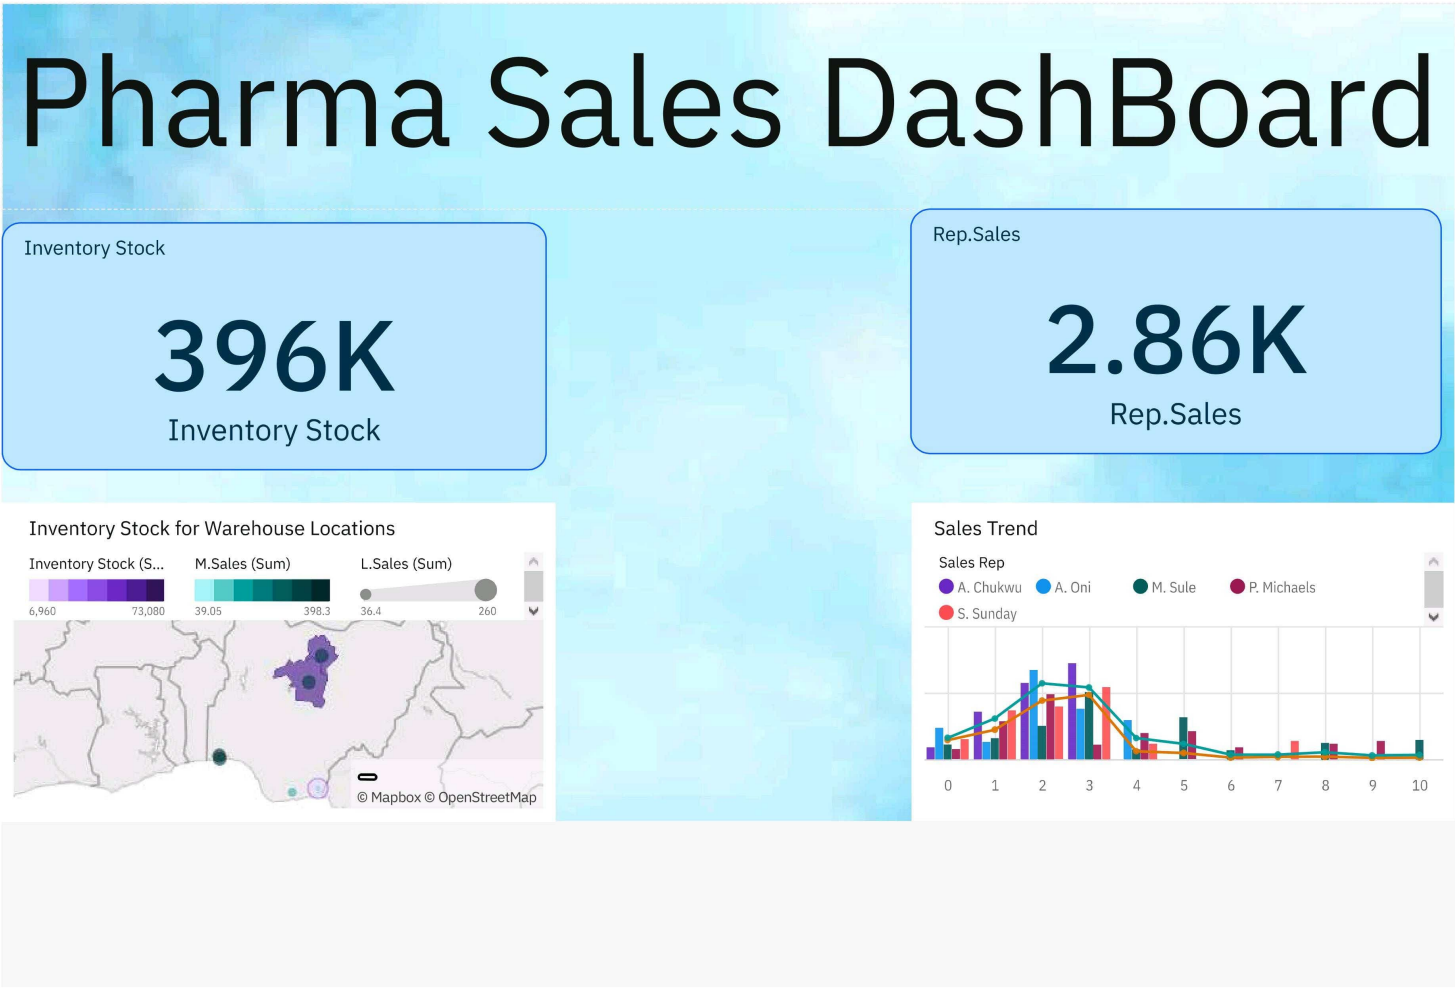 Pharma Sales DashBoard
Inventory Stock
396K
Inventory Stock
Rep.Sales
2.86K
Rep.Sales
Inventory Stock for Warehouse Locations
Inventory Stock (S... M.Sales (Sum) L.Sales (Sum)
6,960 73,080 39.05 398.3 36.4 260
© Mapbox © OpenStreetMap
Sales Trend
Sales Rep
A. Chukwu A. Oni M. Sule P. Michaels
S. Sunday
0 1 2 3 4 5 6 7 8 9 10